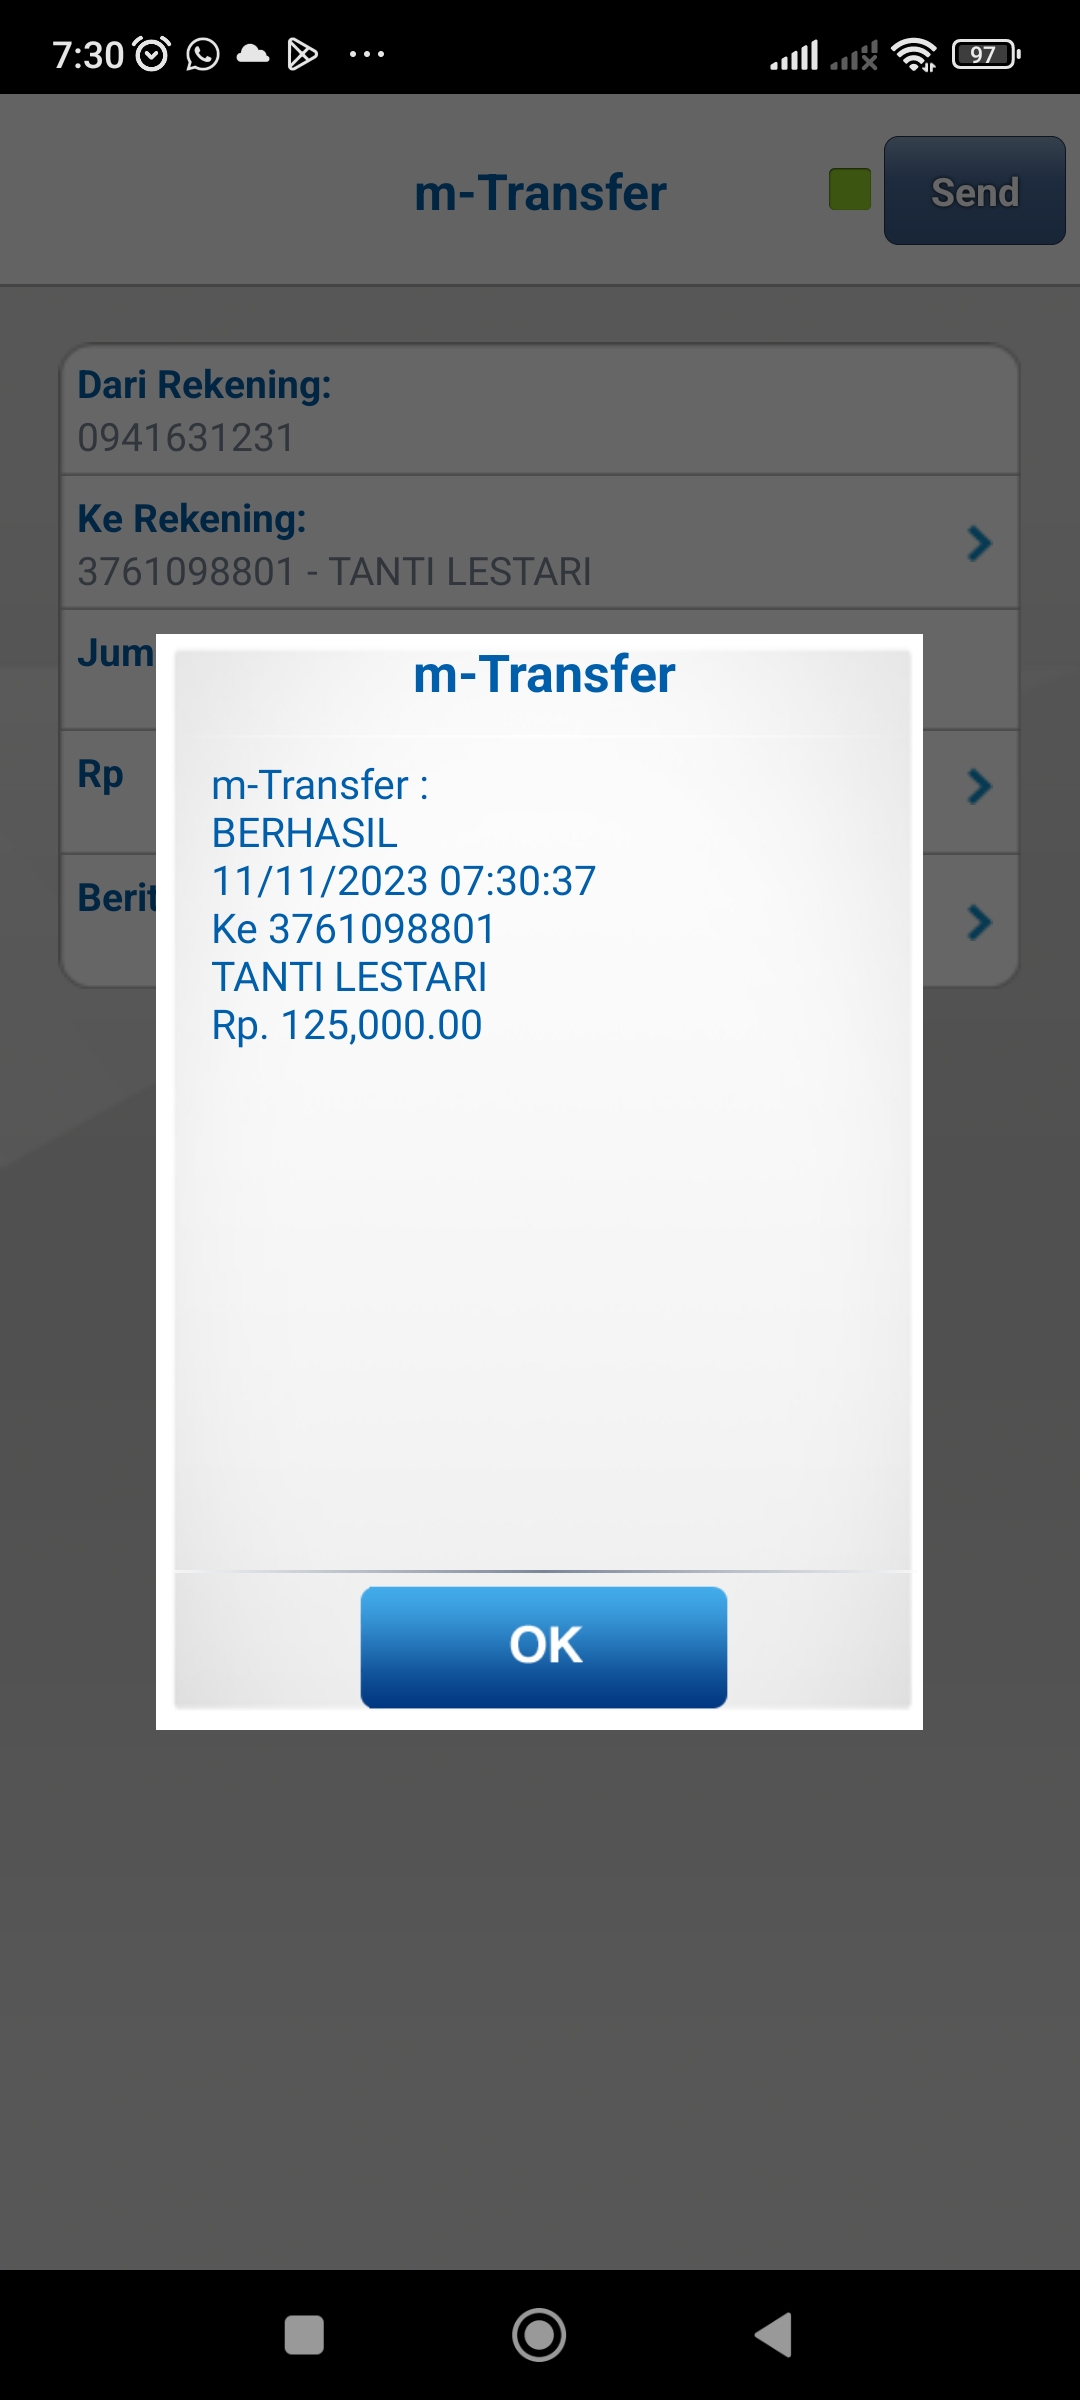 7:30
97
m-Transfer
Send
Dari Rekening:
0941631231
Ke Rekening:
3761098801 - TANTI LESTARI
Jum
Rp
Berit
m-Transfer
m-Transfer :
BERHASIL
11/11/2023 07:30:37
Ke 3761098801
TANTI LESTARI
Rp. 125,000.00
OK